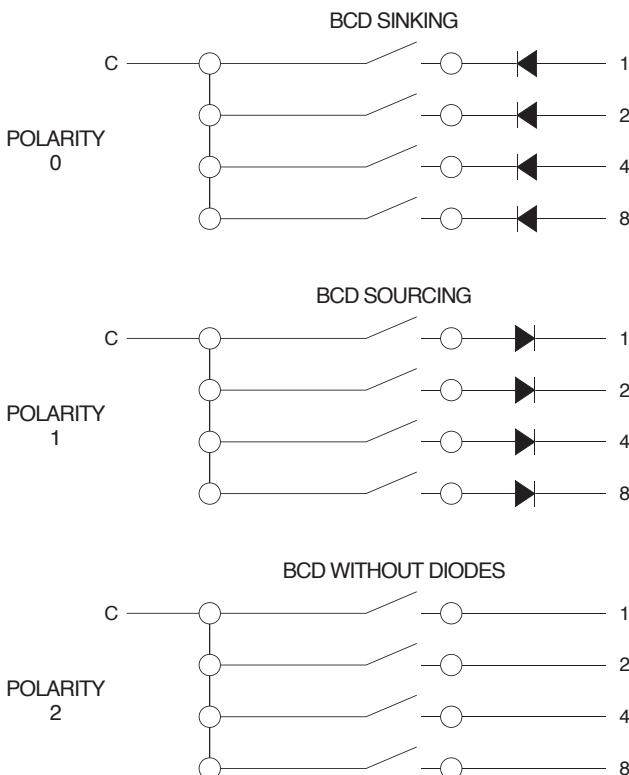 BCD SINKING
C 1
2
POLARITY
0
4
8
BCD SOURCING
C 1
2
POLARITY
1
4
8
BCD WITHOUT DIODES
C 1
2
POLARITY
2
4
8